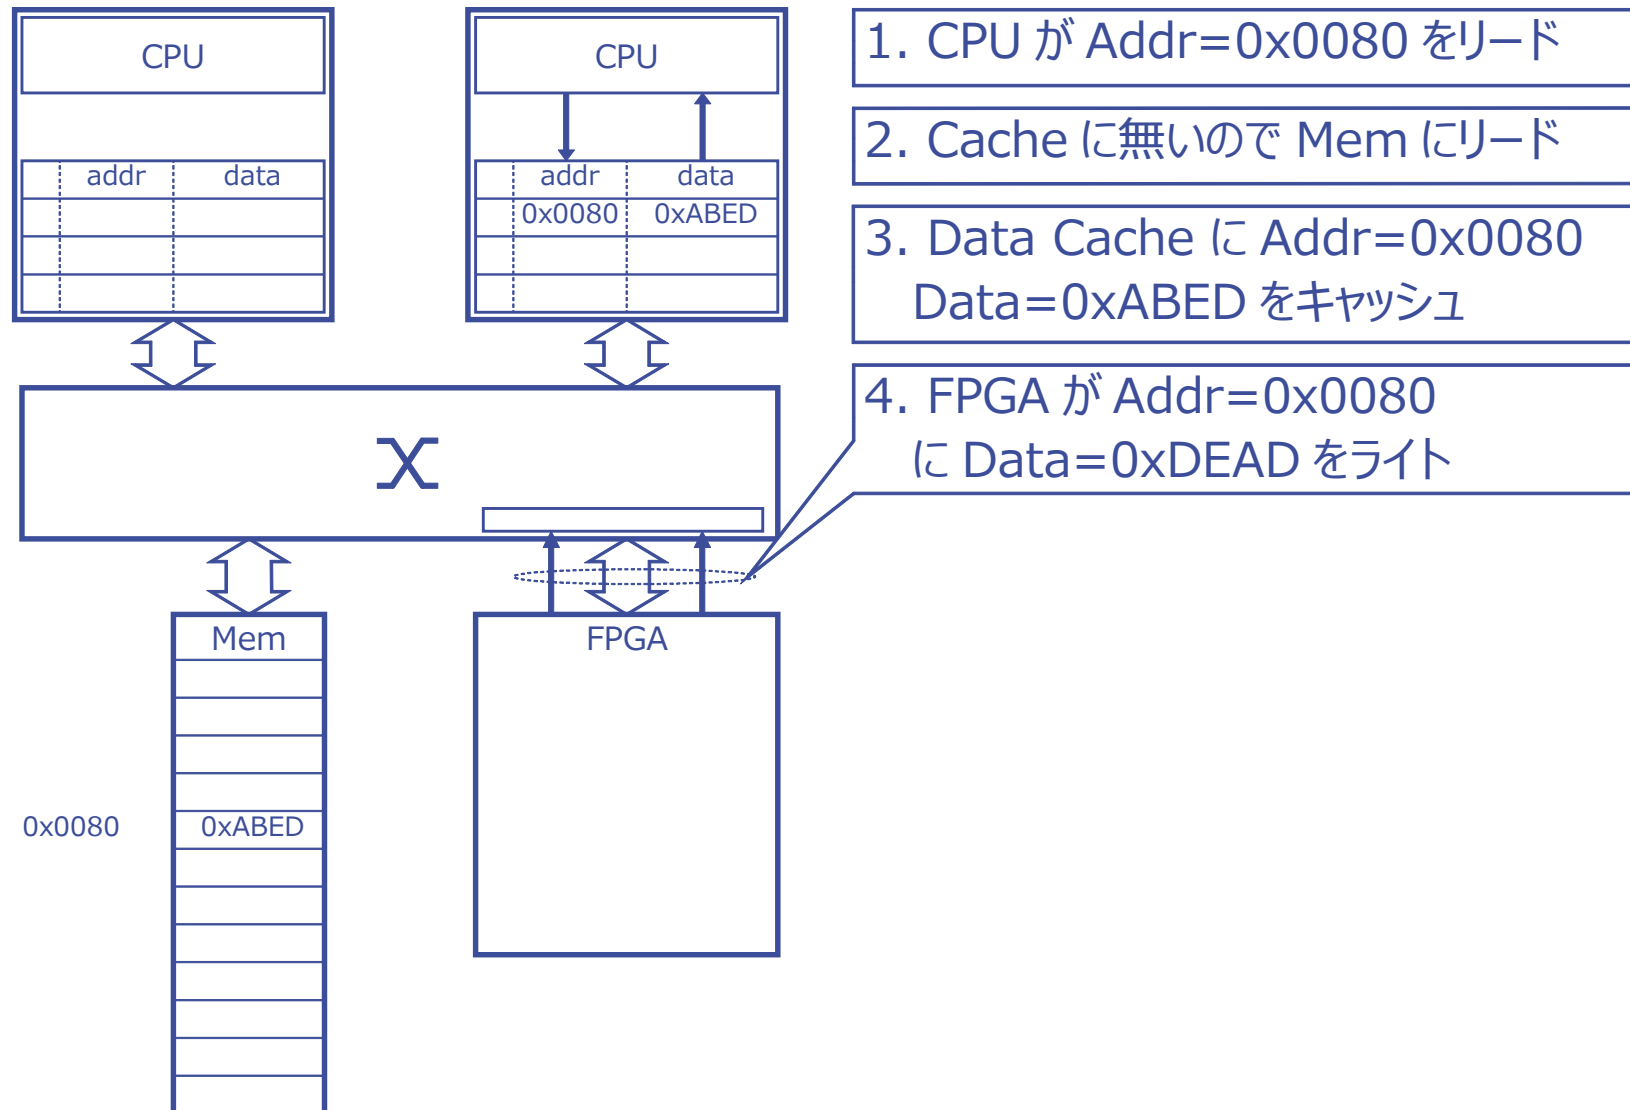 CPU
addr data
CPU
addr data
0x0080 0xABED
Mem
0x0080 0xABED
FPGA
1. CPU が Addr=0x0080 をリード
2. Cache に無いので Mem にリード
3. Data Cache に Addr=0x0080
Data=0xABED をキャッシュ
4. FPGA が Addr=0x0080
に Data=0xDEAD をライト